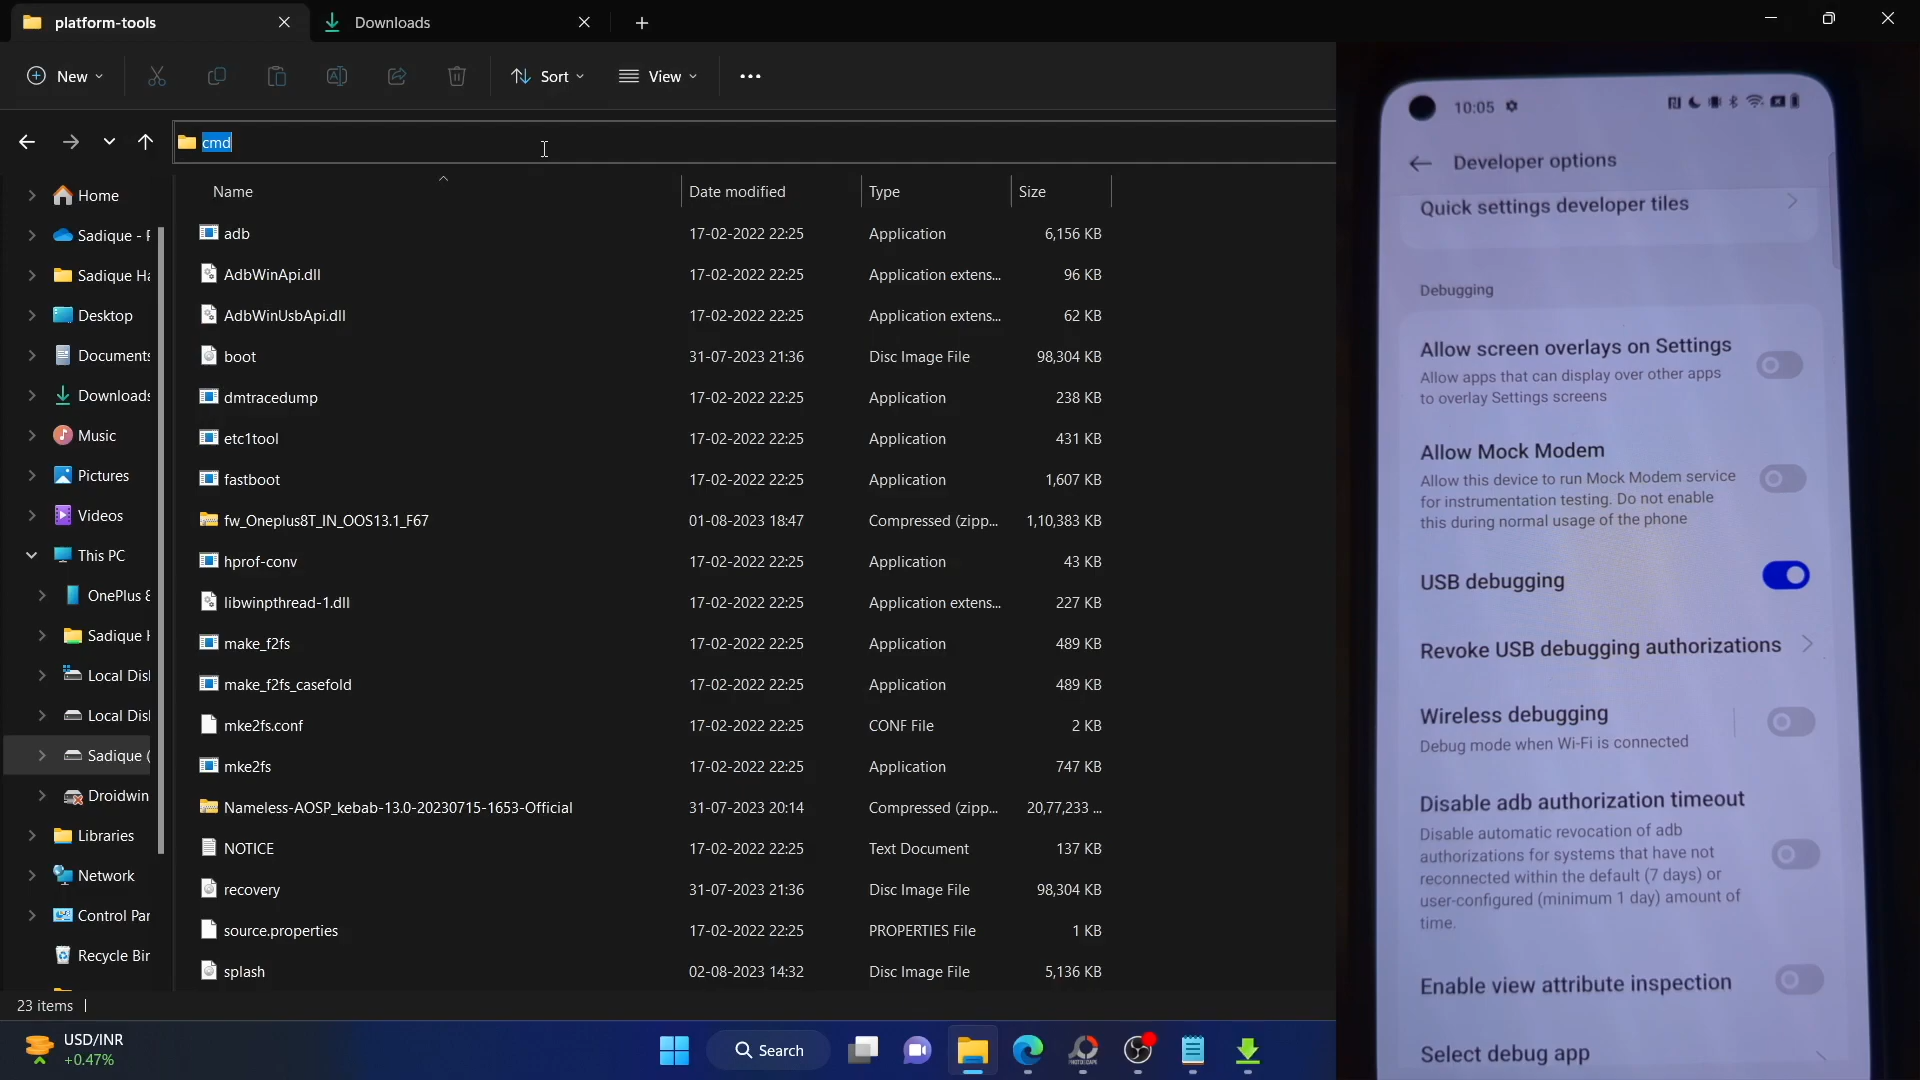 platform-tools
Downloads
New
Sort
View
cmd
Name
Date modified
Type
Size
Home
Sadique -
Sadique Ha
Desktop
Documents
Downloads
Music
Pictures
Videos
This PC
OnePlus 8
Sadique
Local Dis
Local Dis
Sadique (
Droidwin
Libraries
Network
Control Par
Recycle Bir
adb 17-02-2022 22:25 Application 6,156 KB
AdbWinApi.dll 17-02-2022 22:25 Application extens... 96 KB
AdbWinUsbApi.dll 17-02-2022 22:25 Application extens... 62 KB
boot 31-07-2023 21:36 Disc Image File 98,304 KB
dmtracedump 17-02-2022 22:25 Application 238 KB
etc1tool 17-02-2022 22:25 Application 431 KB
fastboot 17-02-2022 22:25 Application 1,607 KB
fw_Oneplus8T_IN_OOS13.1_F67 01-08-2023 18:47 Compressed (zipp... 1,10,383 KB
hprof-conv 17-02-2022 22:25 Application 43 KB
libwinpthread-1.dll 17-02-2022 22:25 Application extens... 227 KB
make_f2fs 17-02-2022 22:25 Application 489 KB
make_f2fs_casefold 17-02-2022 22:25 Application 489 KB
mke2fs.conf 17-02-2022 22:25 CONF File 2 KB
mke2fs 17-02-2022 22:25 Application 747 KB
Nameless-AOSP_kebab-13.0-20230715-1653-Official 31-07-2023 20:14 Compressed (zipp... 20,77,233 ...
NOTICE 17-02-2022 22:25 Text Document 137 KB
recovery 31-07-2023 21:36 Disc Image File 98,304 KB
source.properties 17-02-2022 22:25 PROPERTIES File 1 KB
splash 02-08-2023 14:32 Disc Image File 5,136 KB
23 items
USD/INR
+0.47%
Search
10:05
Developer options
Quick settings developer tiles
Debugging
Allow screen overlays on Settings
Allow apps that can display over other apps
to overlay Settings screens
Allow Mock Modem
Allow this device to run Mock Modem service
for instrumentation testing. Do not enable
this during normal usage of the phone
USB debugging
Revoke USB debugging authorizations
Wireless debugging
Debug mode when Wi-Fi is connected
Disable adb authorization timeout
Disable automatic revocation of adb
authorizations for systems that have not
reconnected within the default (7 days) or
user-configured (minimum 1 day) amount of
time.
Enable view attribute inspection
Select debug app